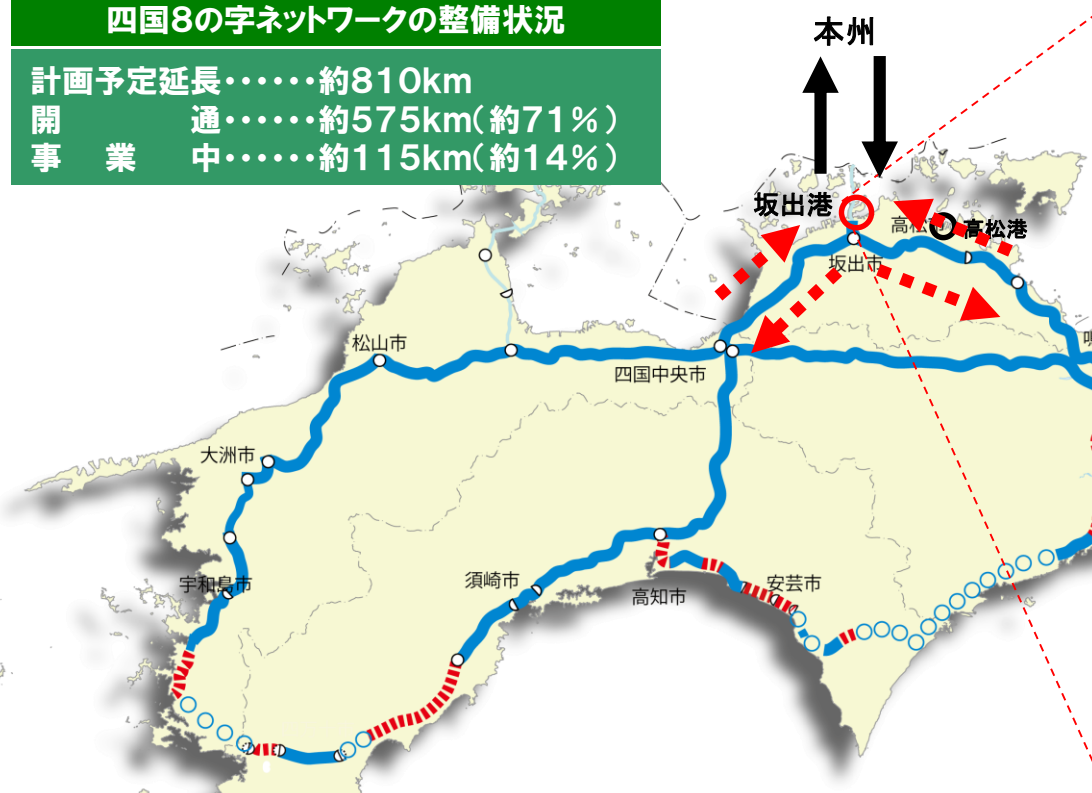 四国8の字ネットワークの整備状況
計画予定延長・・・・・・約810km
開　　　　通・・・・・・約575km(約71%)
事　業　中・・・・・・約115km(約14%)
本州
坂出港
高松港
坂出市
松山市
四国中央市
大洲市
宇和島市
須崎市
高知市
安芸市